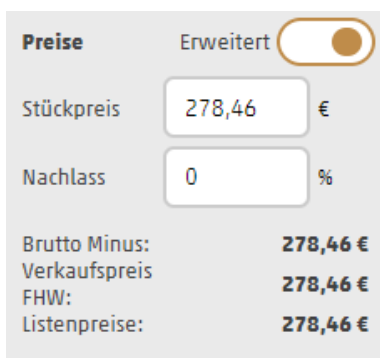 Preise Erweitert
Stückpreis 278,46 €
Nachlass 0 %
Brutto Minus: 278,46 €
Verkaufspreis
FHW: 278,46 €
Listenpreise: 278,46 €